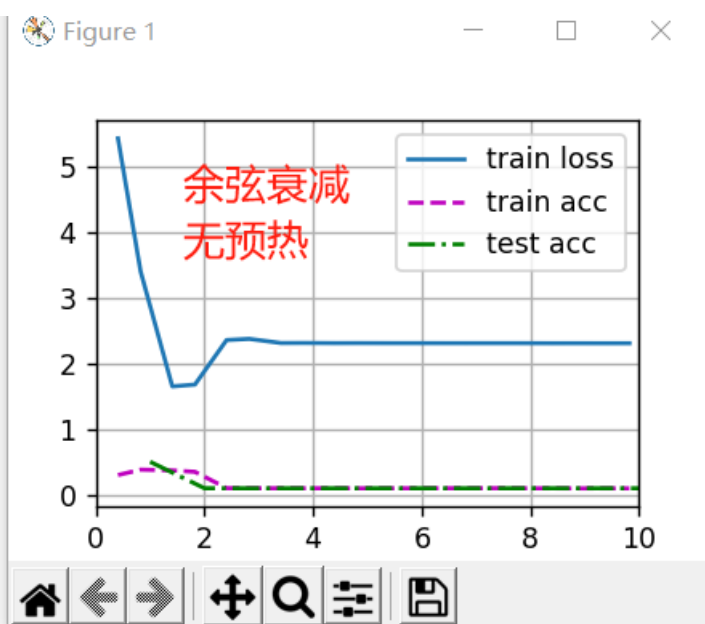 Figure 1
5
4
3
2
1
0
0 2 4 6 8 10
余弦衰减
无预热
train loss
train acc
test acc